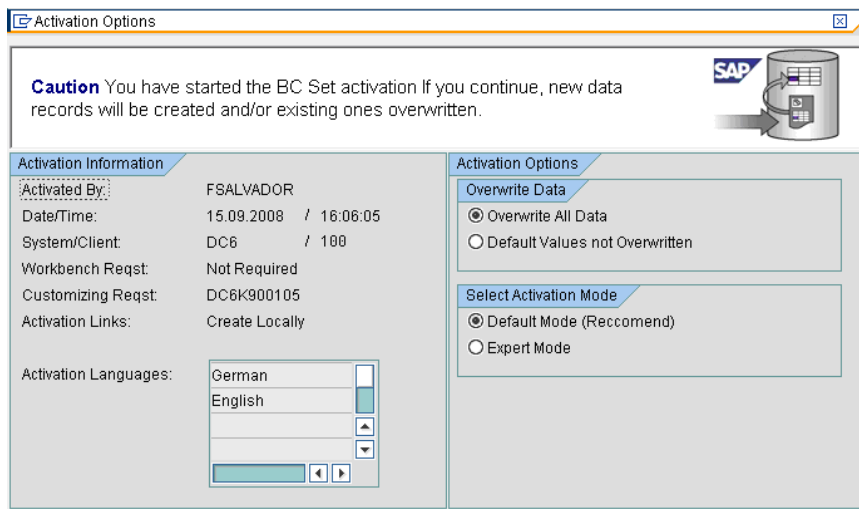 Activation Options
Caution You have started the BC Set activation If you continue, new data
records will be created and/or existing ones overwritten.
SAP
Activation Information
Activated By: FSALVADOR
Date/Time: 15.09.2008 / 16:06:05
System/Client: DC6 / 100
Workbench Reqst: Not Required
Customizing Reqst: DC6K900105
Activation Links: Create Locally
Activation Languages: German
English
Activation Options
Overwrite Data
Overwrite All Data
Default Values not Overwritten
Select Activation Mode
Default Mode (Reccomend)
Expert Mode